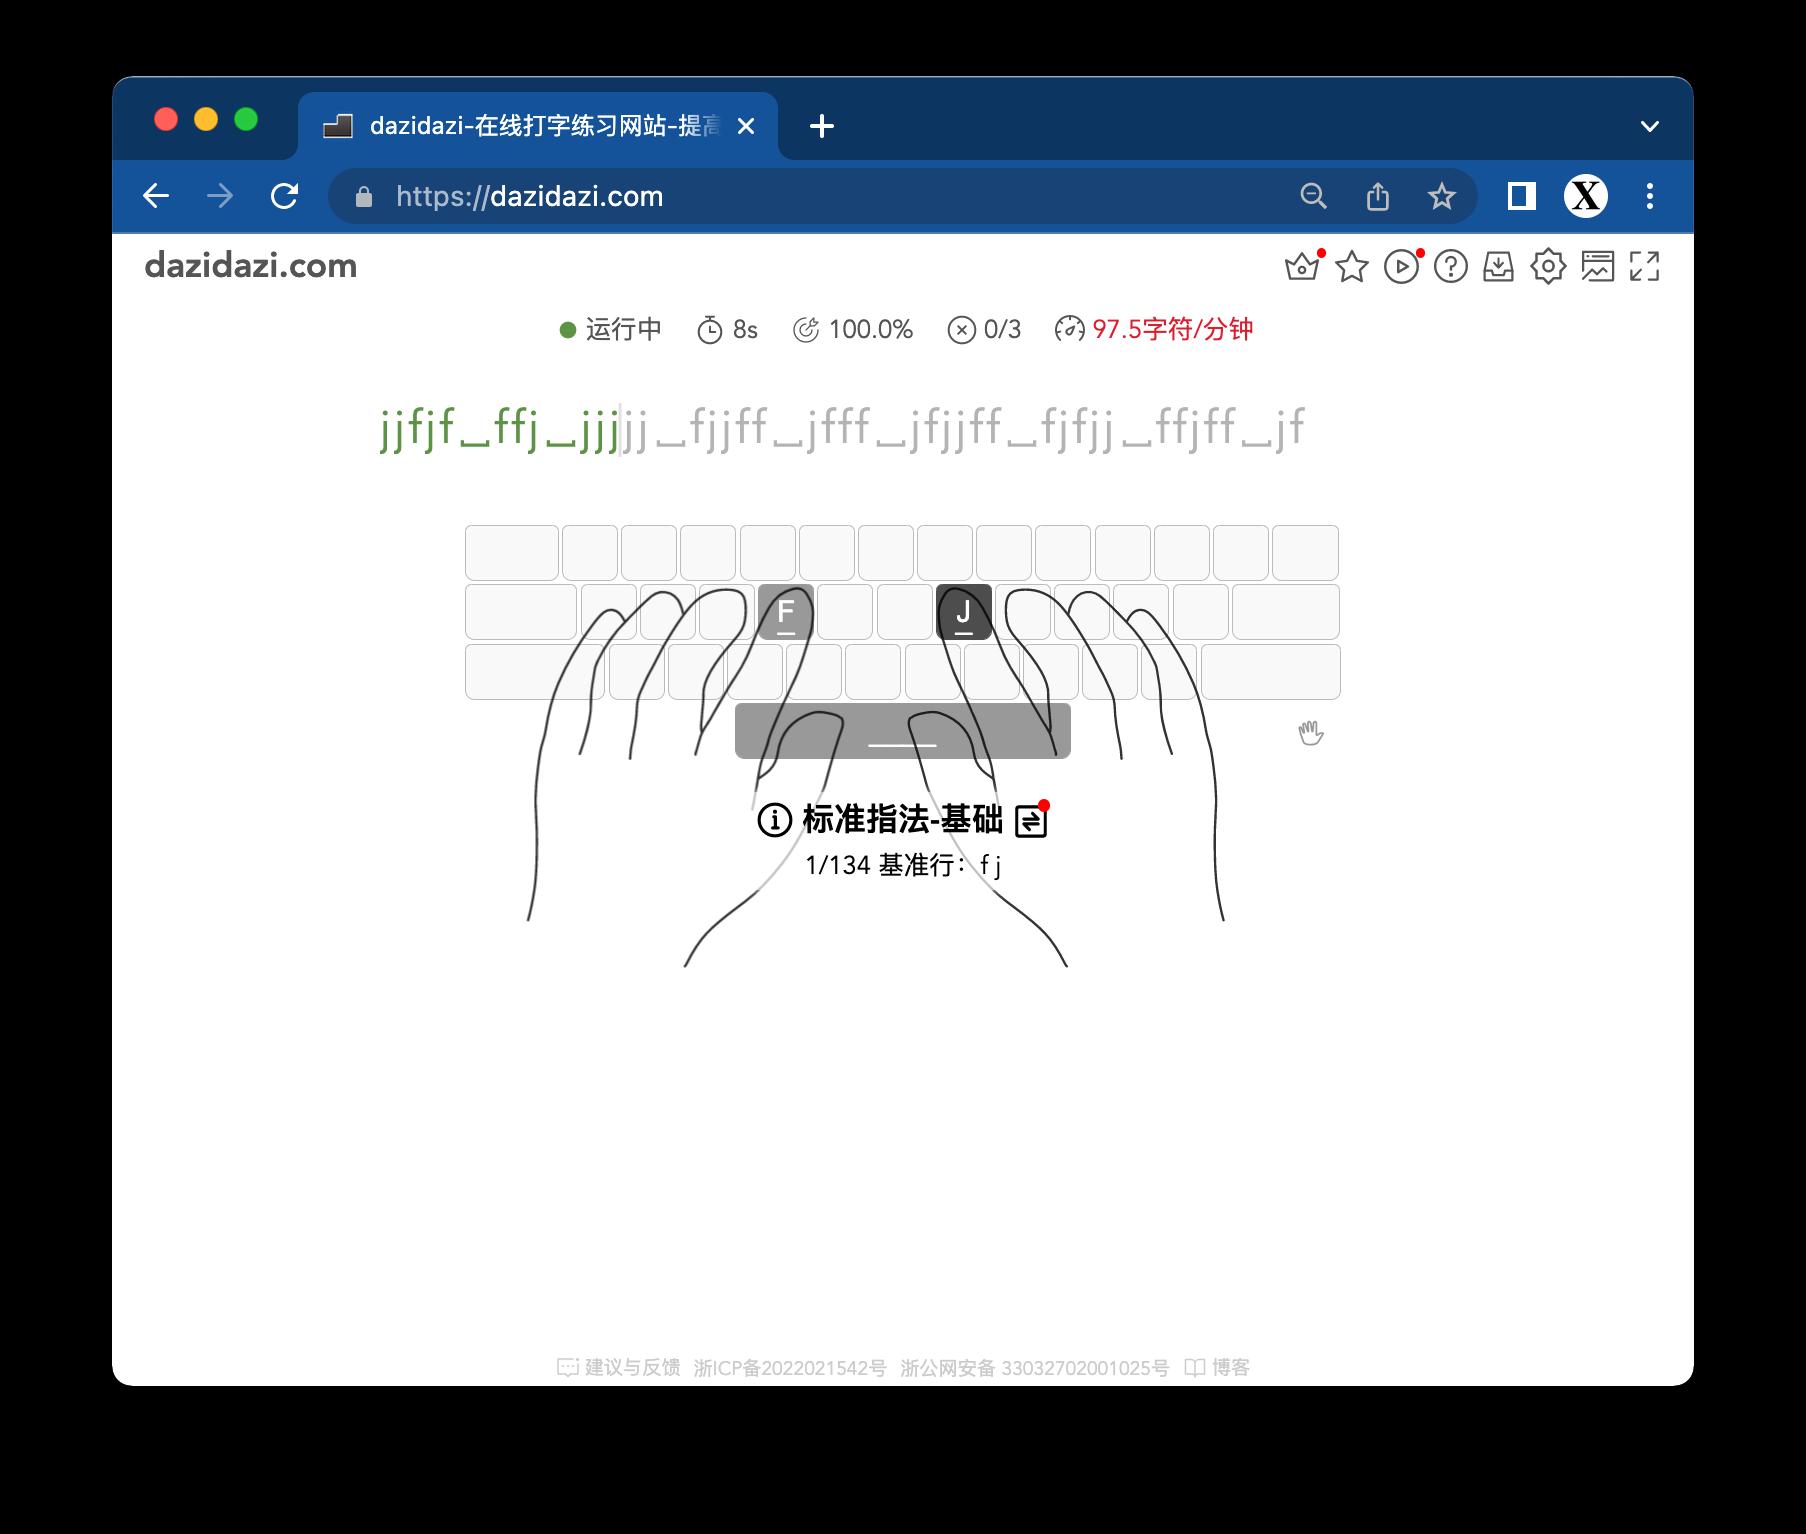 dazidazi-在线打字练习网站-提高
https://dazidazi.com
X
dazidazi.com
运行中 8s 100.0% 0/3 97.5字符/分钟
jjfjf⎵ffj⎵jjjjj⎵fjjff⎵jfff⎵jfjjff⎵fjfjj⎵ffjff⎵jf
F J
标准指法-基础
1/134 基准行：f j
建议与反馈 浙ICP备2022021542号 浙公网安备 33032702001025号 博客